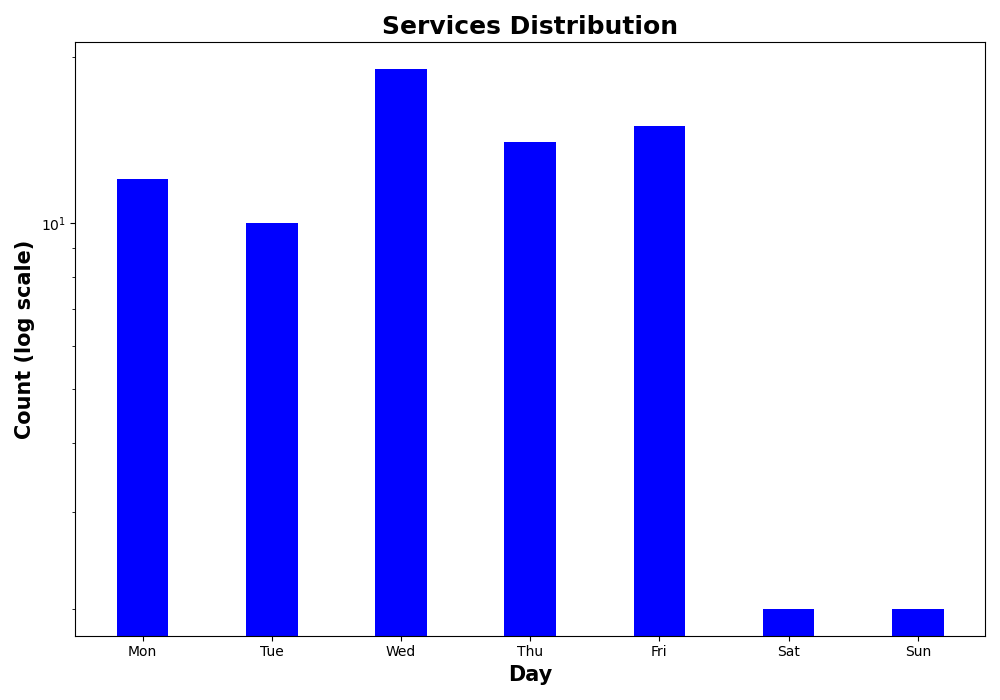 Services Distribution
Count (log scale)
10¹
Mon Tue Wed Thu Fri Sat Sun
Day